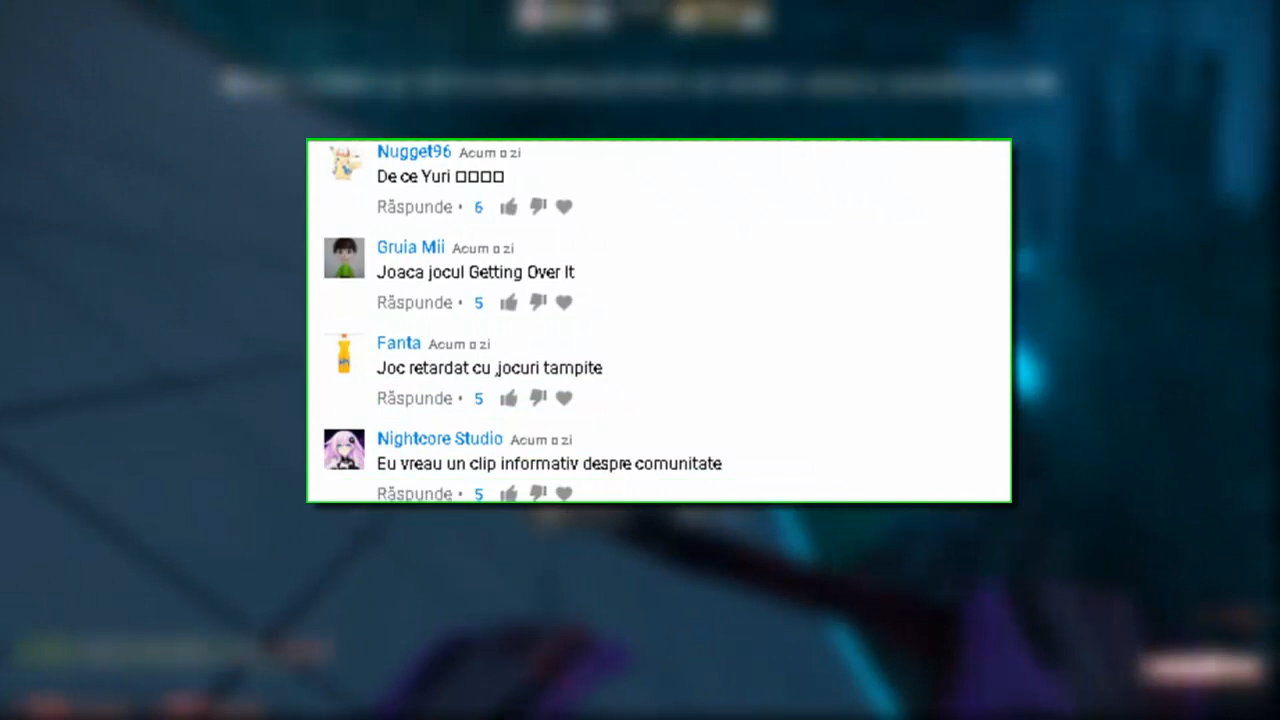 Nugget96 Acum o zi
De ce Yuri □□□□
Răspunde • 6
Gruia Mii Acum o zi
Joaca jocul Getting Over It
Răspunde • 5
Fanta Acum o zi
Joc retardat cu ,jocuri tampite
Răspunde • 5
Nightcore Studio Acum o zi
Eu vreau un clip informativ despre comunitate
Răspunde • 5